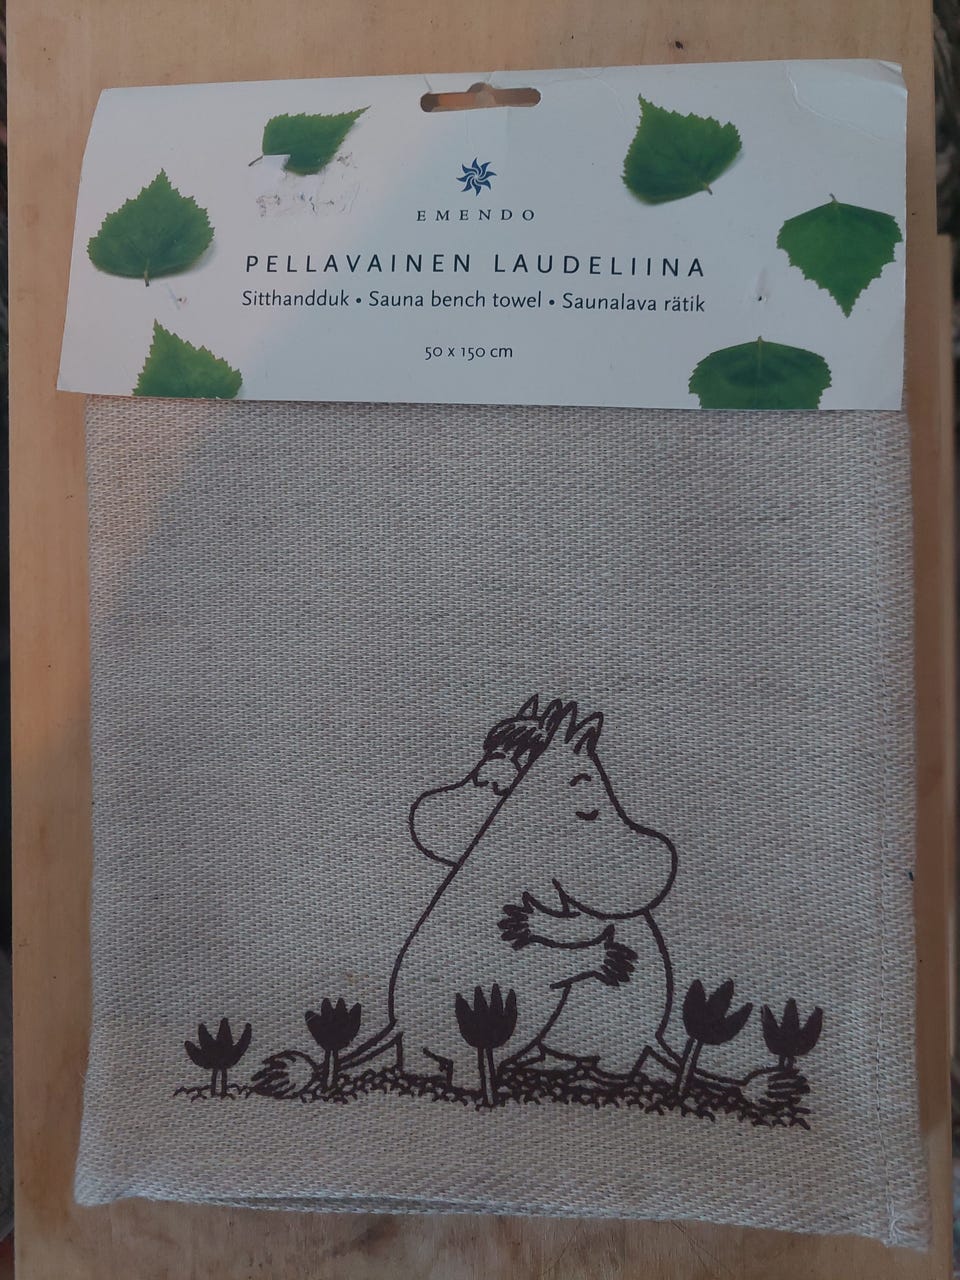 EMENDO
PELLAVAINEN LAUDELIINA
Sitthandduk • Sauna bench towel • Saunalava rätik
50 x 150 cm